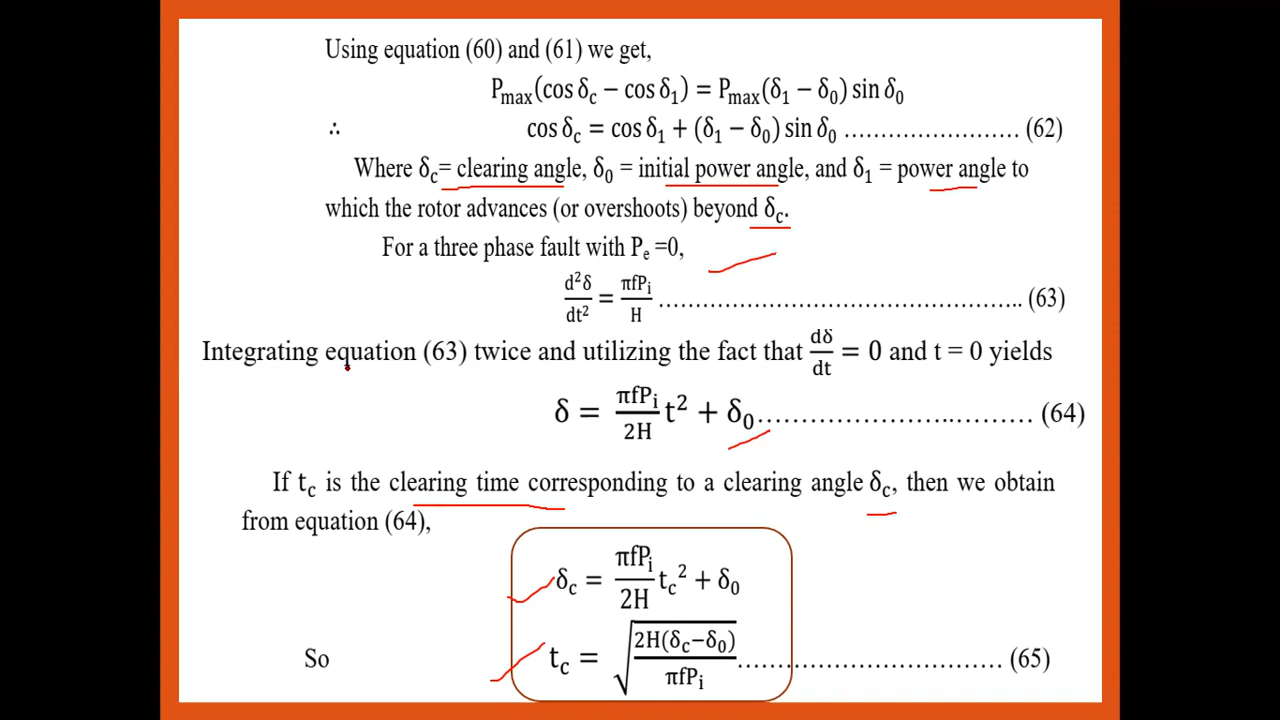 Using equation (60) and (61) we get,
Pmax(cos δc − cos δ1) = Pmax(δ1 − δ0) sin δ0
∴ cos δc = cos δ1 + (δ1 − δ0) sin δ0 …………………… (62)
Where δc= clearing angle, δ0 = initial power angle, and δ1 = power angle to
which the rotor advances (or overshoots) beyond δc.
For a three phase fault with Pe =0,
d²δ/dt² = πfPi/H ………………………………………….. (63)
Integrating equation (63) twice and utilizing the fact that dδ/dt = 0 and t = 0 yields
δ = πfPi/2H t² + δ0…………………..……… (64)
If tc is the clearing time corresponding to a clearing angle δc, then we obtain
from equation (64),
δc = πfPi/2H tc² + δ0
So tc = √(2H(δc−δ0)/πfPi)……………………………… (65)